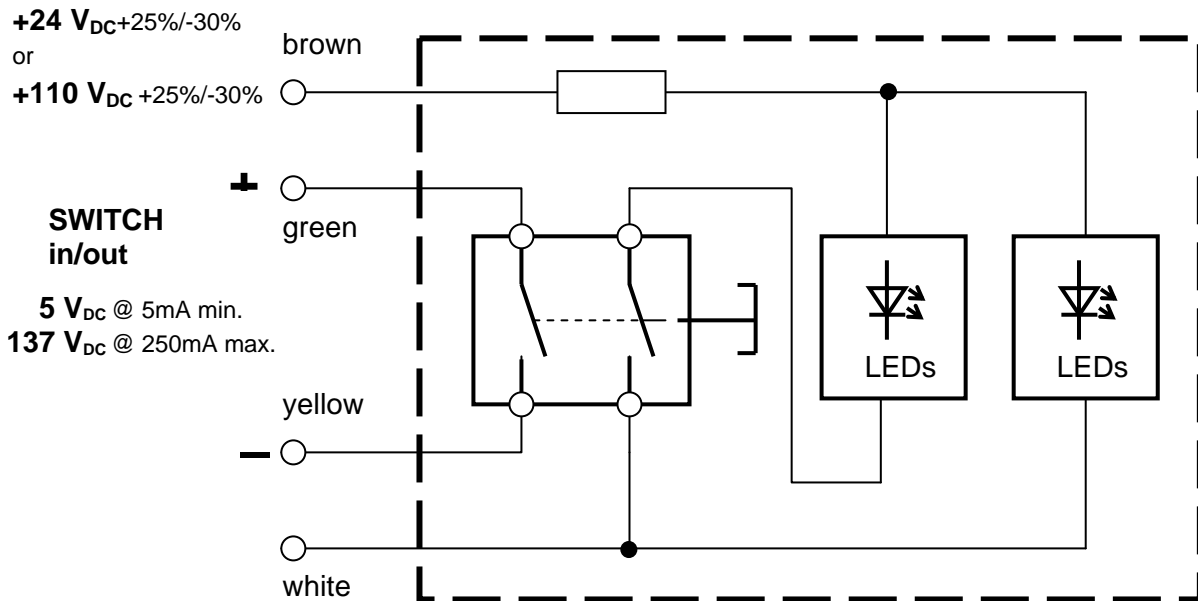 +24 VDC+25%/-30%
or
+110 VDC +25%/-30%
brown
+
green
SWITCH
in/out
5 VDC @ 5mA min.
137 VDC @ 250mA max.
LEDs
LEDs
yellow
–
white